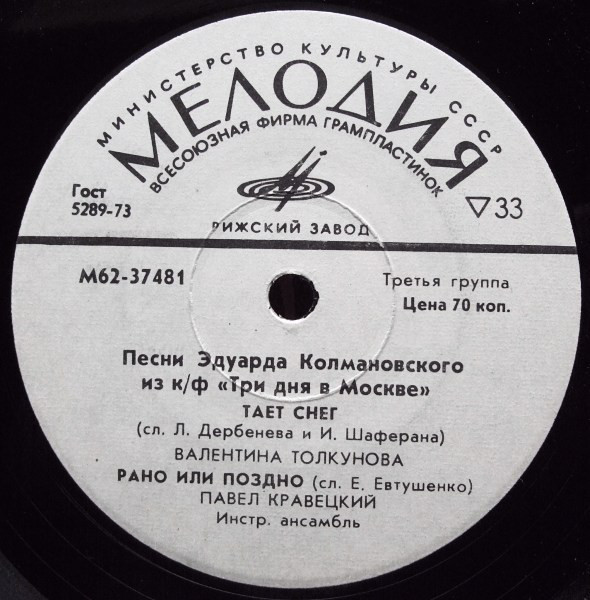 МИНИСТЕРСТВО КУЛЬТУРЫ СССР
МЕЛОДИЯ
ВСЕСОЮЗНАЯ ФИРМА ГРАМПЛАСТИНОК
Гост
5289-73
▽33
РИЖСКИЙ ЗАВОД
М62-37481
Третья группа
Цена 70 коп.
Песни Эдуарда Колмановского
из к/ф «Три дня в Москве»
ТАЕТ СНЕГ
(сл. Л. Дербенева и И. Шаферана)
ВАЛЕНТИНА ТОЛКУНОВА
РАНО ИЛИ ПОЗДНО (сл. Е. Евтушенко)
ПАВЕЛ КРАВЕЦКИЙ
Инстр. ансамбль